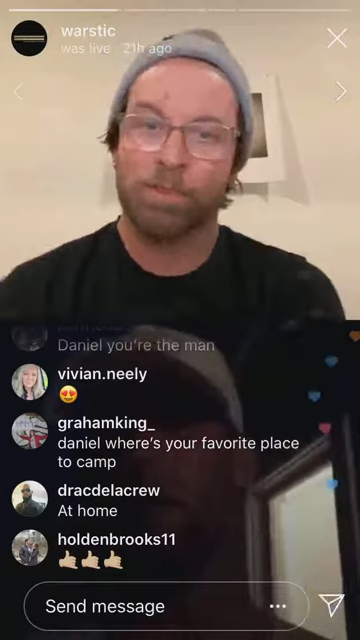 warstic
was live · 21h ago
Daniel you're the man
vivian.neely
grahamking_
daniel where's your favorite place
to camp
dracdelacrew
At home
holdenbrooks11
Send message